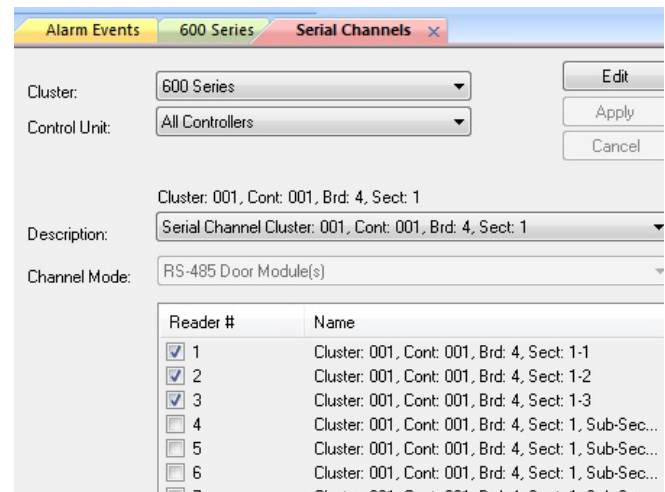 Alarm Events 600 Series Serial Channels
Cluster: 600 Series Edit
Control Unit: All Controllers Apply
Cancel
Cluster: 001, Cont: 001, Brd: 4, Sect: 1
Description: Serial Channel Cluster: 001, Cont: 001, Brd: 4, Sect: 1
Channel Mode: RS-485 Door Module(s)
Reader # Name
1 Cluster: 001, Cont: 001, Brd: 4, Sect: 1-1
2 Cluster: 001, Cont: 001, Brd: 4, Sect: 1-2
3 Cluster: 001, Cont: 001, Brd: 4, Sect: 1-3
4 Cluster: 001, Cont: 001, Brd: 4, Sect: 1, Sub-Sec...
5 Cluster: 001, Cont: 001, Brd: 4, Sect: 1, Sub-Sec...
6 Cluster: 001, Cont: 001, Brd: 4, Sect: 1, Sub-Sec...